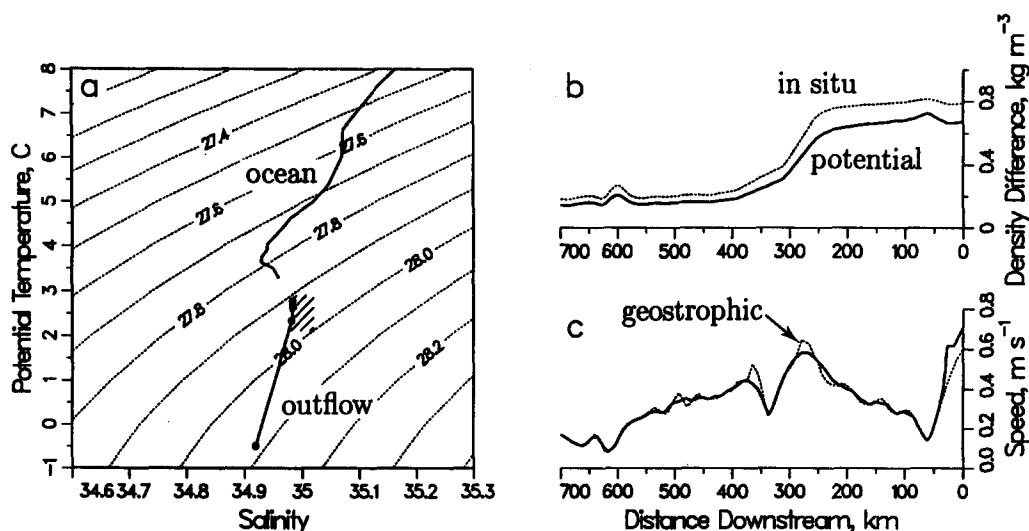 a
8
7
6
5
4
3
2
1
0
-1
Potential Temperature, C
27.4
27.6
27.6
27.8
27.8
28.0
28.0
28.2
ocean
outflow
34.6 34.7 34.8 34.9 35 35.1 35.2 35.3
Salinity
b
in situ
potential
0.8
0.4
0
Density Difference, kg m⁻³
700 600 500 400 300 200 100 0
c
geostrophic
0.8
0.6
0.4
0.2
0.0
Speed, m s⁻¹
700 600 500 400 300 200 100 0
Distance Downstream, km